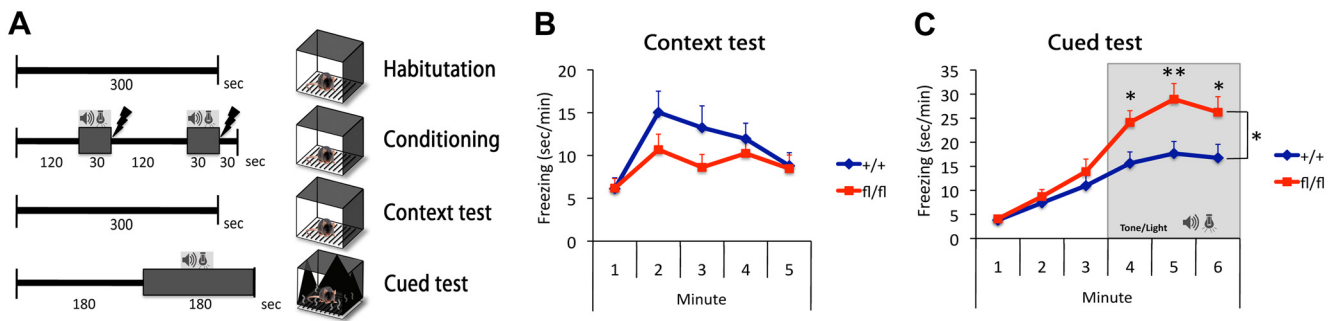 A
300
sec
Habitutation
120
30
120
30
30
sec
Conditioning
300
sec
Context test
180
180
sec
Cued test
B
Context test
Freezing (sec/min)
20
15
10
5
0
1 2 3 4 5
Minute
+/+
fl/fl
C
Cued test
Freezing (sec/min)
35
30
25
20
15
10
5
0
* ** *
*
Tone/Light
1 2 3 4 5 6
Minute
+/+
fl/fl